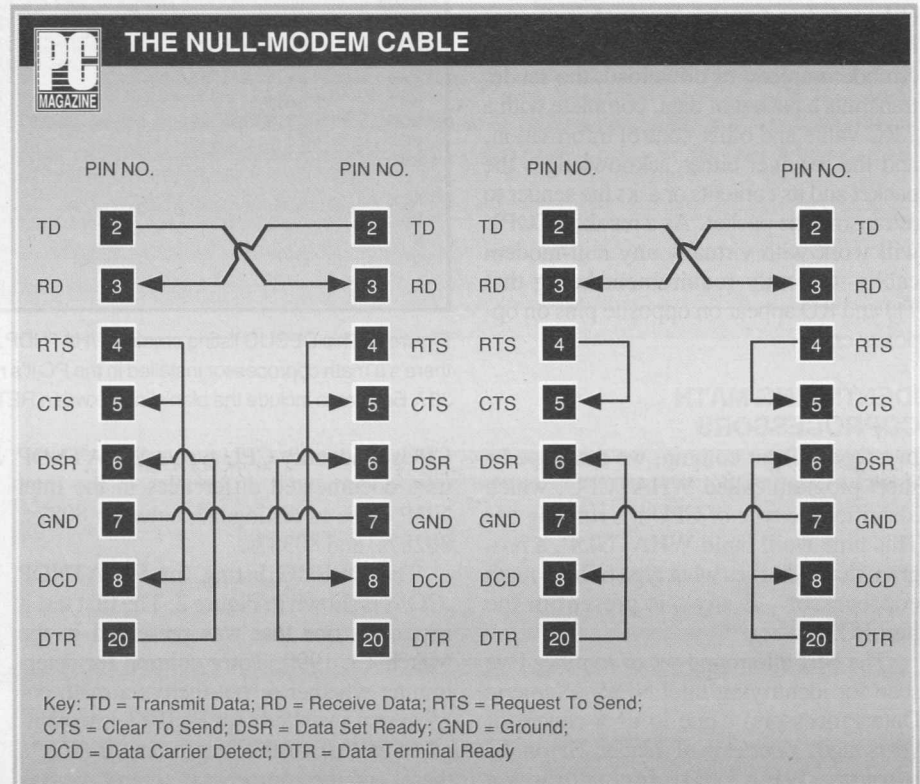 PC MAGAZINE
THE NULL-MODEM CABLE
PIN NO. PIN NO. PIN NO. PIN NO.
TD 2 2 TD TD 2 2 TD
RD 3 3 RD RD 3 3 RD
RTS 4 4 RTS RTS 4 4 RTS
CTS 5 5 CTS CTS 5 5 CTS
DSR 6 6 DSR DSR 6 6 DSR
GND 7 7 GND GND 7 7 GND
DCD 8 8 DCD DCD 8 8 DCD
DTR 20 20 DTR DTR 20 20 DTR
Key: TD = Transmit Data; RD = Receive Data; RTS = Request To Send;
CTS = Clear To Send; DSR = Data Set Ready; GND = Ground;
DCD = Data Carrier Detect; DTR = Data Terminal Ready